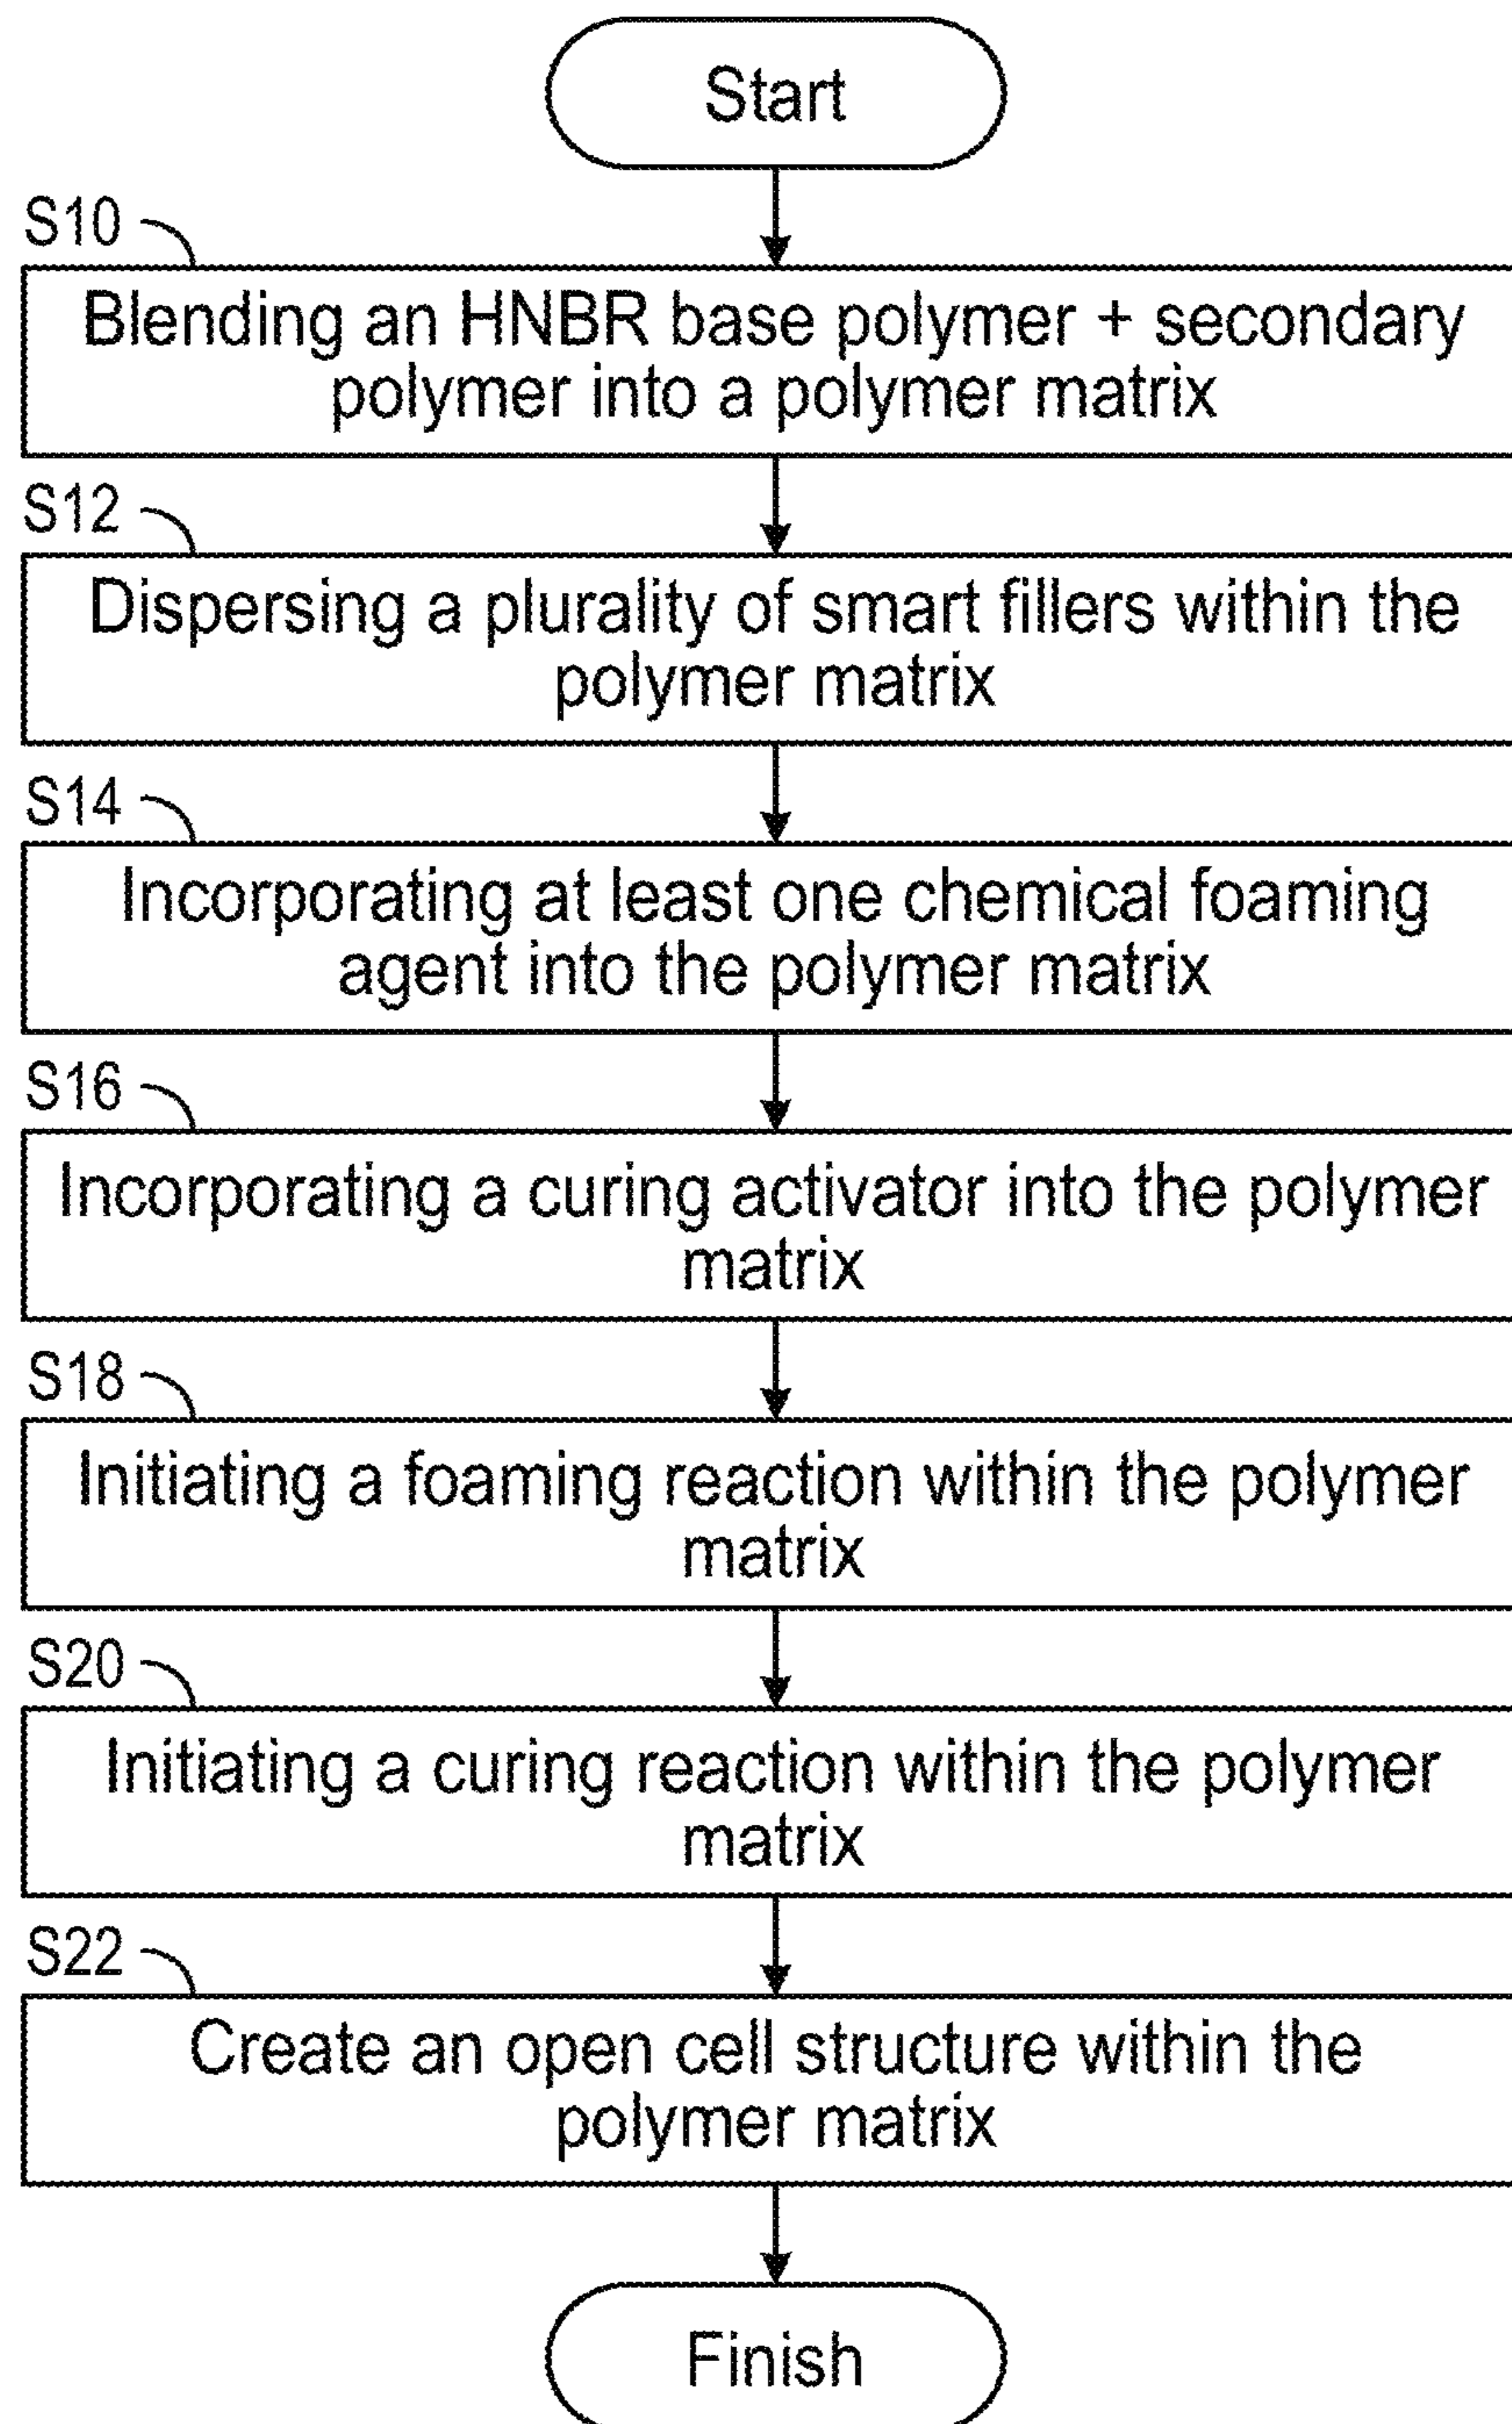 Start
S10
Blending an HNBR base polymer + secondary
polymer into a polymer matrix
S12
Dispersing a plurality of smart fillers within the
polymer matrix
S14
Incorporating at least one chemical foaming
agent into the polymer matrix
S16
Incorporating a curing activator into the polymer
matrix
S18
Initiating a foaming reaction within the polymer
matrix
S20
Initiating a curing reaction within the polymer
matrix
S22
Create an open cell structure within the
polymer matrix
Finish